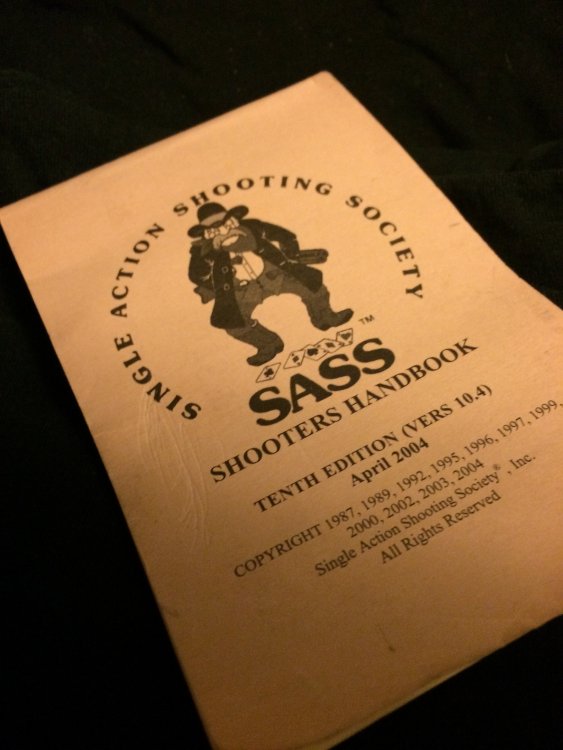 SINGLE ACTION SHOOTING SOCIETY
TM
SASS
SHOOTERS HANDBOOK
TENTH EDITION (VERS 10.4)
April 2004
COPYRIGHT 1987, 1989, 1992, 1995, 1996, 1997, 1999,
2000, 2002, 2003, 2004
Single Action Shooting Society®, Inc.
All Rights Reserved